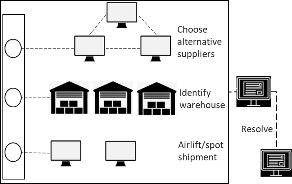 Choose
alternative
suppliers
Identify
warehouse
Resolve
Airlift/spot
shipment